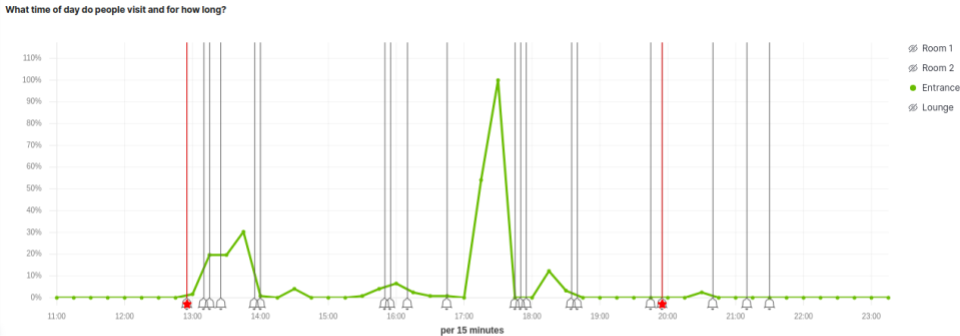 What time of day do people visit and for how long?
110%
100%
90%
80%
70%
60%
50%
40%
30%
20%
10%
0%
11:00 12:00 13:00 14:00 15:00 16:00 17:00 18:00 19:00 20:00 21:00 22:00 23:00
per 15 minutes
Room 1
Room 2
Entrance
Lounge